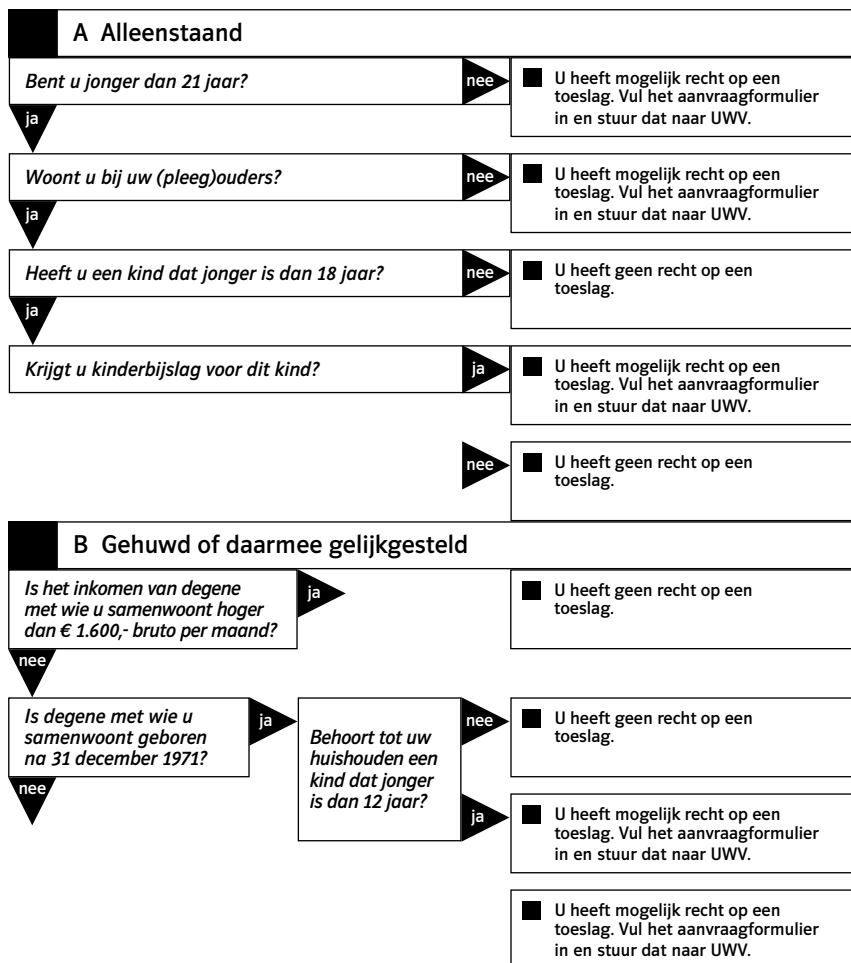 A Alleenstaand
Bent u jonger dan 21 jaar?
nee
U heeft mogelijk recht op een
toeslag. Vul het aanvraagformulier
in en stuur dat naar UWV.
ja
Woont u bij uw (pleeg)ouders?
nee
U heeft mogelijk recht op een
toeslag. Vul het aanvraagformulier
in en stuur dat naar UWV.
ja
Heeft u een kind dat jonger is dan 18 jaar?
nee
U heeft geen recht op een
toeslag.
ja
Krijgt u kinderbijslag voor dit kind?
ja
U heeft mogelijk recht op een
toeslag. Vul het aanvraagformulier
in en stuur dat naar UWV.
nee
U heeft geen recht op een
toeslag.
B Gehuwd of daarmee gelijkgesteld
Is het inkomen van degene
met wie u samenwoont hoger
dan € 1.600,- bruto per maand?
ja
U heeft geen recht op een
toeslag.
nee
Is degene met wie u
samenwoont geboren
na 31 december 1971?
ja
Behoort tot uw
huishouden een
kind dat jonger
is dan 12 jaar?
nee
U heeft geen recht op een
toeslag.
nee
ja
U heeft mogelijk recht op een
toeslag. Vul het aanvraagformulier
in en stuur dat naar UWV.
U heeft mogelijk recht op een
toeslag. Vul het aanvraagformulier
in en stuur dat naar UWV.